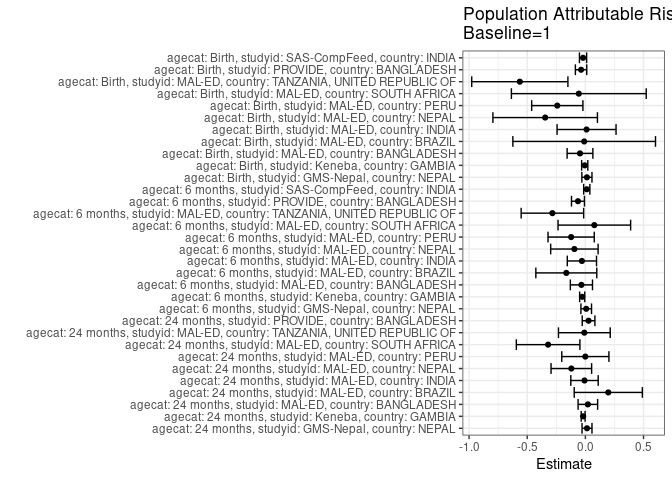 Population Attributable Ris
Baseline=1
agecat: Birth, studyid: SAS-CompFeed, country: INDIA
agecat: Birth, studyid: PROVIDE, country: BANGLADESH
agecat: Birth, studyid: MAL-ED, country: TANZANIA, UNITED REPUBLIC OF
agecat: Birth, studyid: MAL-ED, country: SOUTH AFRICA
agecat: Birth, studyid: MAL-ED, country: PERU
agecat: Birth, studyid: MAL-ED, country: NEPAL
agecat: Birth, studyid: MAL-ED, country: INDIA
agecat: Birth, studyid: MAL-ED, country: BRAZIL
agecat: Birth, studyid: MAL-ED, country: BANGLADESH
agecat: Birth, studyid: Keneba, country: GAMBIA
agecat: Birth, studyid: GMS-Nepal, country: NEPAL
agecat: 6 months, studyid: SAS-CompFeed, country: INDIA
agecat: 6 months, studyid: PROVIDE, country: BANGLADESH
agecat: 6 months, studyid: MAL-ED, country: TANZANIA, UNITED REPUBLIC OF
agecat: 6 months, studyid: MAL-ED, country: SOUTH AFRICA
agecat: 6 months, studyid: MAL-ED, country: PERU
agecat: 6 months, studyid: MAL-ED, country: NEPAL
agecat: 6 months, studyid: MAL-ED, country: INDIA
agecat: 6 months, studyid: MAL-ED, country: BRAZIL
agecat: 6 months, studyid: MAL-ED, country: BANGLADESH
agecat: 6 months, studyid: Keneba, country: GAMBIA
agecat: 6 months, studyid: GMS-Nepal, country: NEPAL
agecat: 24 months, studyid: PROVIDE, country: BANGLADESH
agecat: 24 months, studyid: MAL-ED, country: TANZANIA, UNITED REPUBLIC OF
agecat: 24 months, studyid: MAL-ED, country: SOUTH AFRICA
agecat: 24 months, studyid: MAL-ED, country: PERU
agecat: 24 months, studyid: MAL-ED, country: NEPAL
agecat: 24 months, studyid: MAL-ED, country: INDIA
agecat: 24 months, studyid: MAL-ED, country: BRAZIL
agecat: 24 months, studyid: MAL-ED, country: BANGLADESH
agecat: 24 months, studyid: Keneba, country: GAMBIA
agecat: 24 months, studyid: GMS-Nepal, country: NEPAL
-1.0 -0.5 0.0 0.5
Estimate